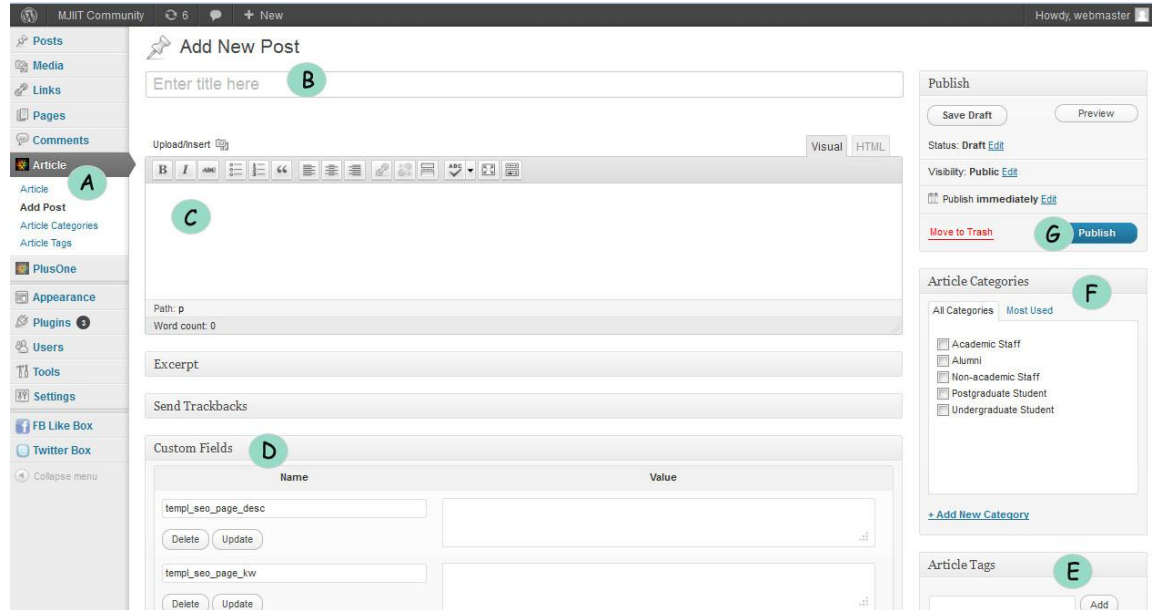 MJIIT Community 6 + New Howdy, webmaster
Posts
Media
Links
Pages
Comments
Article
A
Article
Add Post
Article Categories
Article Tags
PlusOne
Appearance
Plugins 3
Users
Tools
Settings
FB Like Box
Twitter Box
Collapse menu
Add New Post
Enter title here B
Upload/Insert Visual HTML
B I ABC ABC
C
Path: p
Word count: 0
Excerpt
Send Trackbacks
Custom Fields D
Name Value
templ_seo_page_desc
Delete Update
templ_seo_page_kw
Delete Update
Publish
Save Draft Preview
Status: Draft Edit
Visibility: Public Edit
Publish immediately Edit
Move to Trash G Publish
Article Categories
F
All Categories Most Used
Academic Staff
Alumni
Non-academic Staff
Postgraduate Student
Undergraduate Student
+ Add New Category
Article Tags E
Add